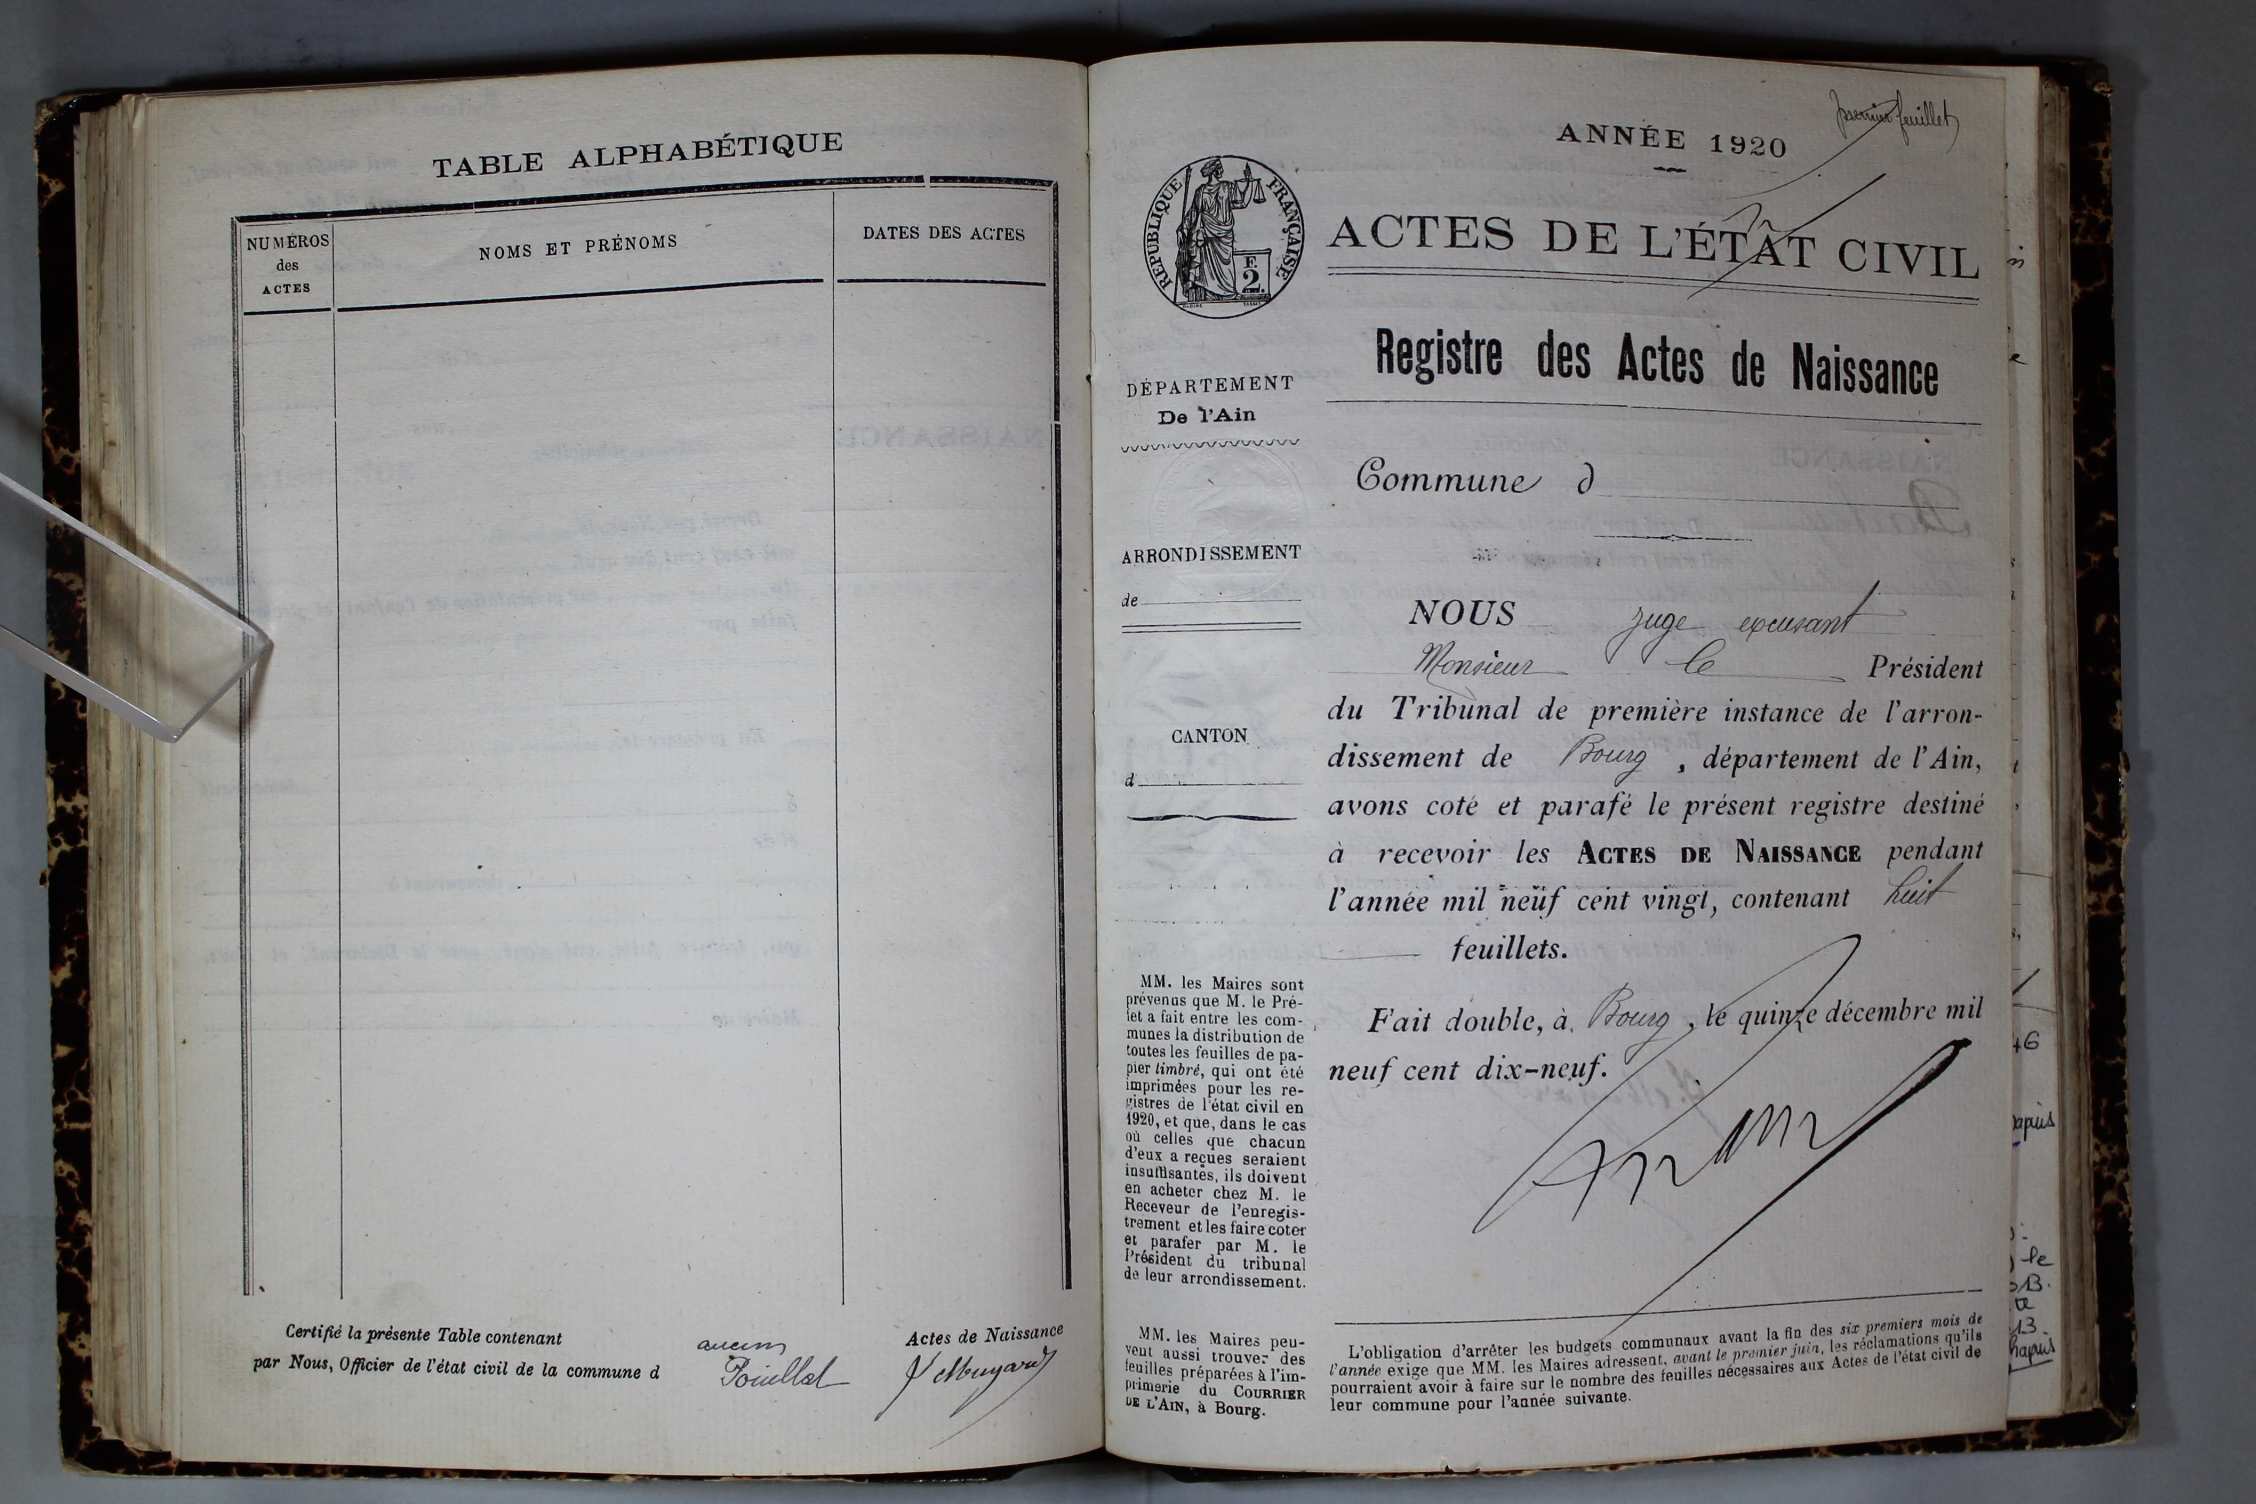 TABLE ALPHABÉTIQUE
NUMÉROS
des
ACTES
NOMS ET PRÉNOMS
DATES DES ACTES
Certifié la présente Table contenant aucun Actes de Naissance
par Nous, Officier de l'état civil de la commune d Pouillat
premier feuillet
ANNÉE 1920
RÉPUBLIQUE FRANÇAISE
F.
2.
ACTES DE L'ÉTAT CIVIL
Registre des Actes de Naissance
DÉPARTEMENT
De l'Ain
Commune d
ARRONDISSEMENT
de
CANTON
d
NOUS juge excusant
Monsieur le Président
du Tribunal de première instance de l'arron-
dissement de Bourg, département de l'Ain,
avons coté et parafé le présent registre destiné
à recevoir les ACTES DE NAISSANCE pendant
l'année mil neuf cent vingt, contenant huit
feuillets.
Fait double, à Bourg, le quinze décembre mil
neuf cent dix-neuf.
MM. les Maires sont
prévenus que M. le Pré-
fet a fait entre les com-
munes la distribution de
toutes les feuilles de pa-
pier timbré, qui ont été
imprimées pour les re-
gistres de l'état civil en
1920, et que, dans le cas
où celles que chacun
d'eux a reçues seraient
insuffisantes, ils doivent
en acheter chez M. le
Receveur de l'enregis-
trement et les faire coter
et parafer par M. le
Président du tribunal
de leur arrondissement.
MM. les Maires peu-
vent aussi trouver des
feuilles préparées à l'im-
primerie du COURRIER
DE L'AIN, à Bourg.
L'obligation d'arrêter les budgets communaux avant la fin des six premiers mois de
l'année exige que MM. les Maires adressent, avant le premier juin, les réclamations qu'ils
pourraient avoir à faire sur le nombre des feuilles nécessaires aux Actes de l'état civil de
leur commune pour l'année suivante.